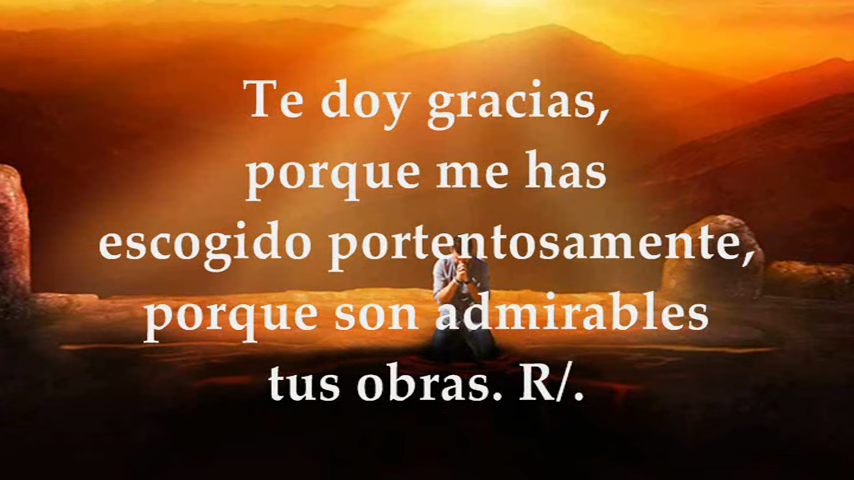 Te doy gracias,
porque me has
escogido portentosamente,
porque son admirables
tus obras. R/.